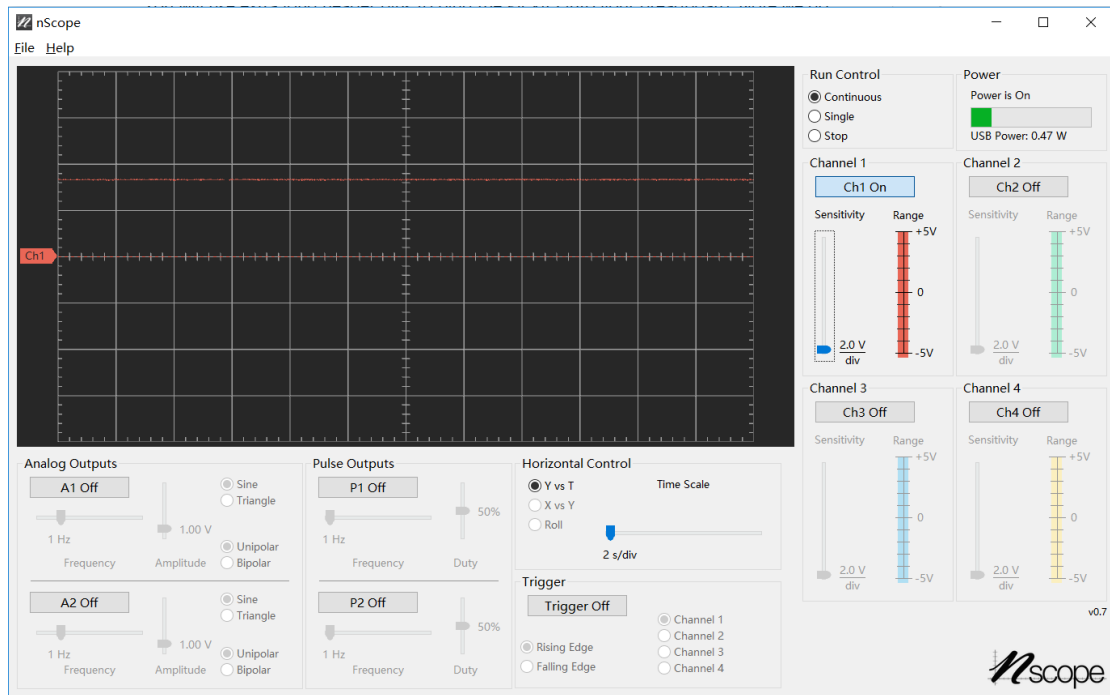 nScope
File Help
Ch1
Run Control
Continuous
Single
Stop
Power
Power is On
USB Power: 0.47 W
Channel 1
Ch1 On
Sensitivity Range
+5V
0
-5V
2.0 V
div
Channel 2
Ch2 Off
Sensitivity Range
+5V
0
-5V
2.0 V
div
Channel 3
Ch3 Off
Sensitivity Range
+5V
0
-5V
2.0 V
div
Channel 4
Ch4 Off
Sensitivity Range
+5V
0
-5V
2.0 V
div
Analog Outputs
A1 Off
1 Hz
Frequency
1.00 V
Amplitude
Sine
Triangle
Unipolar
Bipolar
A2 Off
1 Hz
Frequency
1.00 V
Amplitude
Sine
Triangle
Unipolar
Bipolar
Pulse Outputs
P1 Off
1 Hz
Frequency
50%
Duty
P2 Off
1 Hz
Frequency
50%
Duty
Horizontal Control
Y vs T
X vs Y
Roll
Time Scale
2 s/div
Trigger
Trigger Off
Rising Edge
Falling Edge
Channel 1
Channel 2
Channel 3
Channel 4
v0.7
nscope